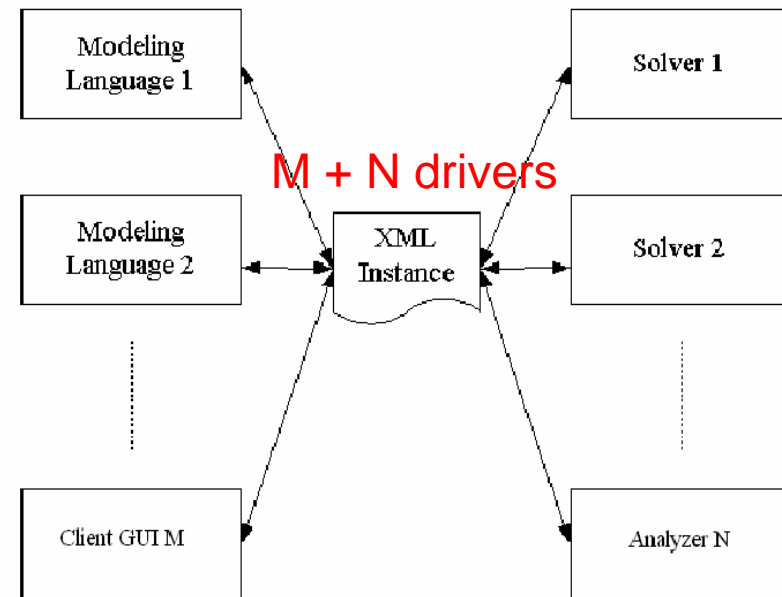 Modeling
Language 1
Solver 1
M + N drivers
Modeling
Language 2
XML
Instance
Solver 2
Client GUI M
Analyzer N